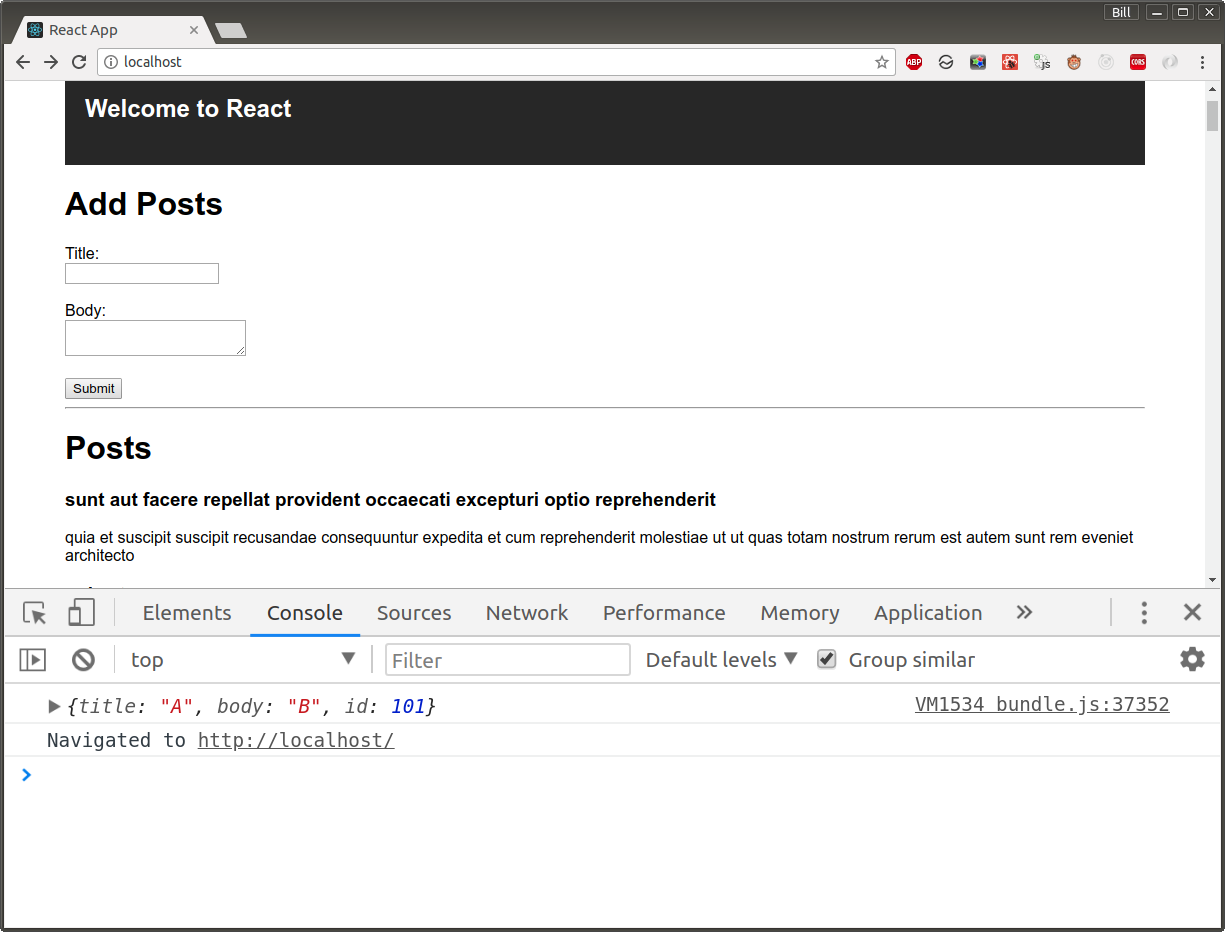 Bill
React App
localhost
ABP
JS
CORS
Welcome to React
Add Posts
Title:
Body:
Submit
Posts
sunt aut facere repellat provident occaecati excepturi optio reprehenderit
quia et suscipit suscipit recusandae consequuntur expedita et cum reprehenderit molestiae ut ut quas totam nostrum rerum est autem sunt rem eveniet
architecto
Elements Console Sources Network Performance Memory Application
top Filter Default levels Group similar
{title: "A", body: "B", id: 101} VM1534 bundle.js:37352
Navigated to http://localhost/